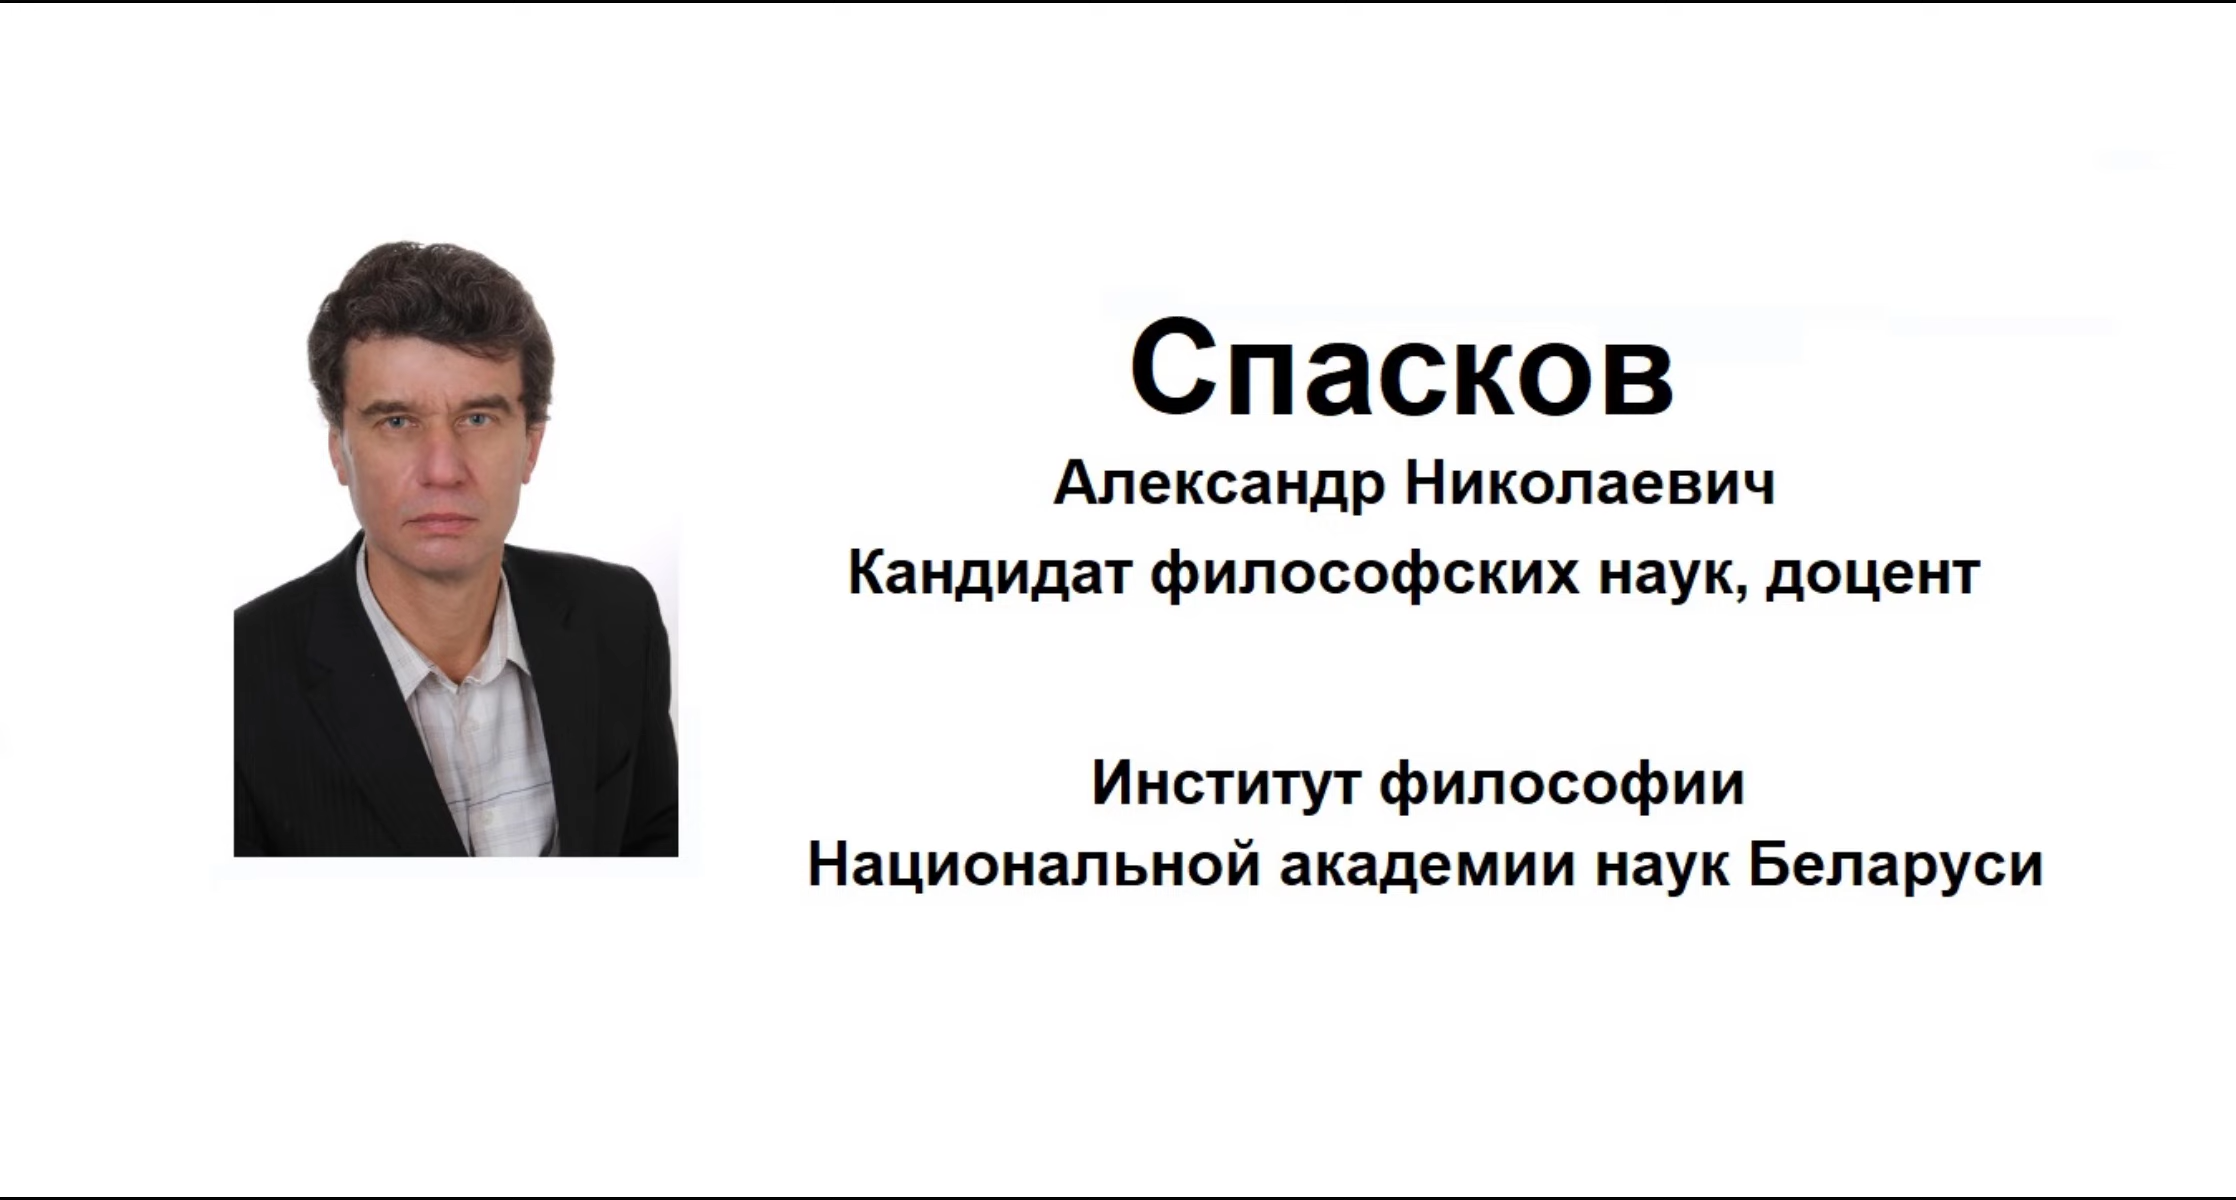 Спасков
Александр Николаевич
Кандидат философских наук, доцент
Институт философии
Национальной академии наук Беларуси